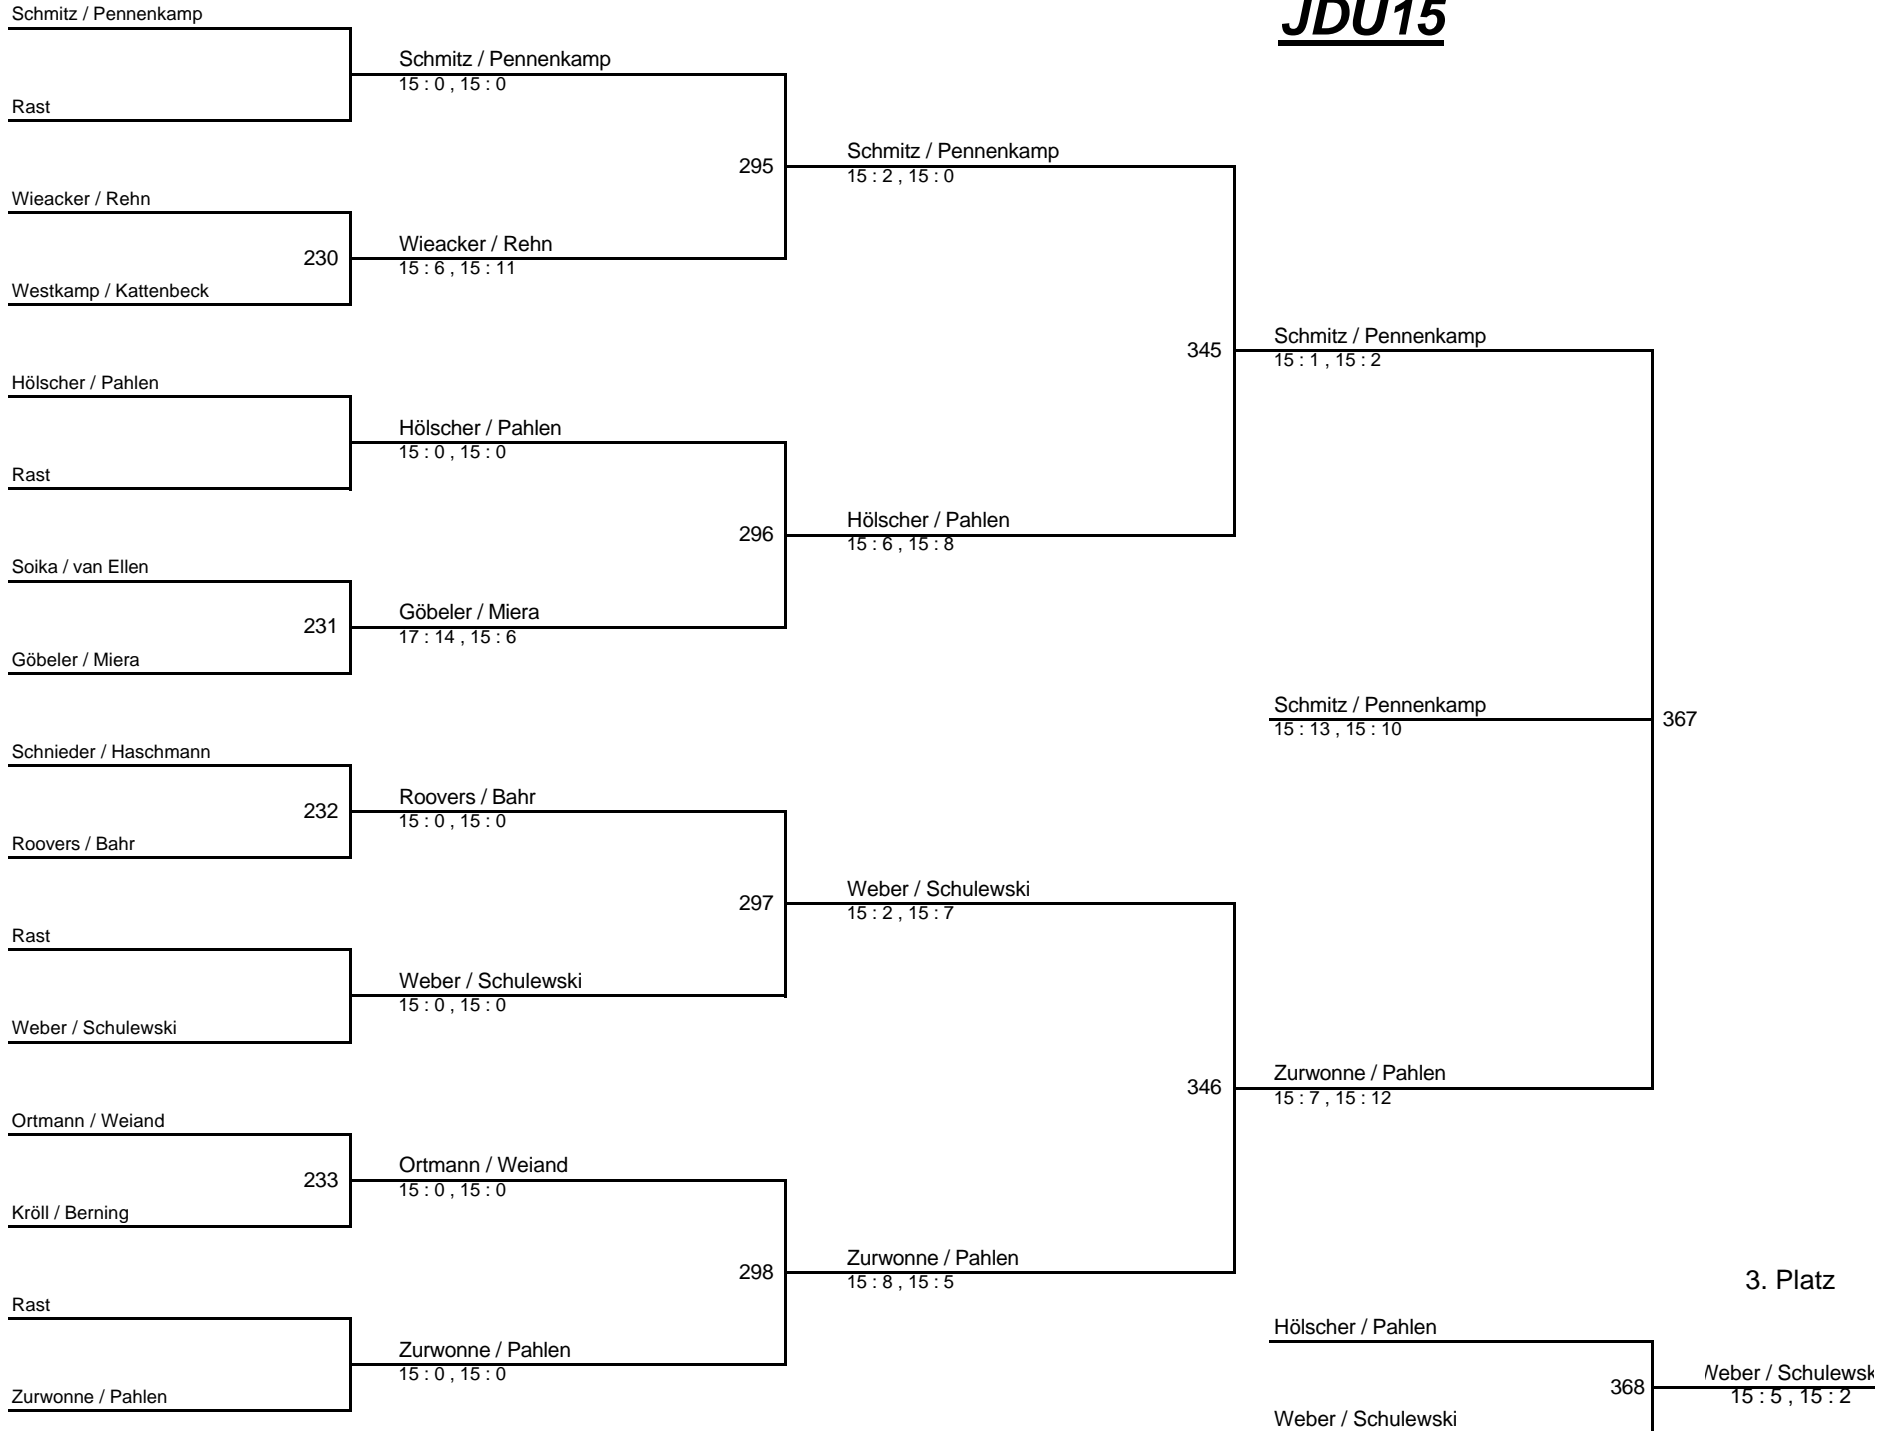 JDU15
Schmitz / Pennenkamp
Rast
Wieacker / Rehn
230
Westkamp / Kattenbeck
Hölscher / Pahlen
Rast
Soika / van Ellen
231
Göbeler / Miera
Schnieder / Haschmann
232
Roovers / Bahr
Rast
Weber / Schulewski
Ortmann / Weiand
233
Kröll / Berning
Rast
Zurwonne / Pahlen
Schmitz / Pennenkamp
15 : 0 , 15 : 0
295
Wieacker / Rehn
15 : 6 , 15 : 11
Hölscher / Pahlen
15 : 0 , 15 : 0
296
Göbeler / Miera
17 : 14 , 15 : 6
Roovers / Bahr
15 : 0 , 15 : 0
297
Weber / Schulewski
15 : 0 , 15 : 0
Ortmann / Weiand
15 : 0 , 15 : 0
298
Zurwonne / Pahlen
15 : 0 , 15 : 0
Schmitz / Pennenkamp
15 : 2 , 15 : 0
345
Hölscher / Pahlen
15 : 6 , 15 : 8
Weber / Schulewski
15 : 2 , 15 : 7
346
Zurwonne / Pahlen
15 : 8 , 15 : 5
Schmitz / Pennenkamp
15 : 1 , 15 : 2
Schmitz / Pennenkamp
15 : 13 , 15 : 10
367
Zurwonne / Pahlen
15 : 7 , 15 : 12
3. Platz
Hölscher / Pahlen
368
Weber / Schulewski
Weber / Schulewsk
15 : 5 , 15 : 2